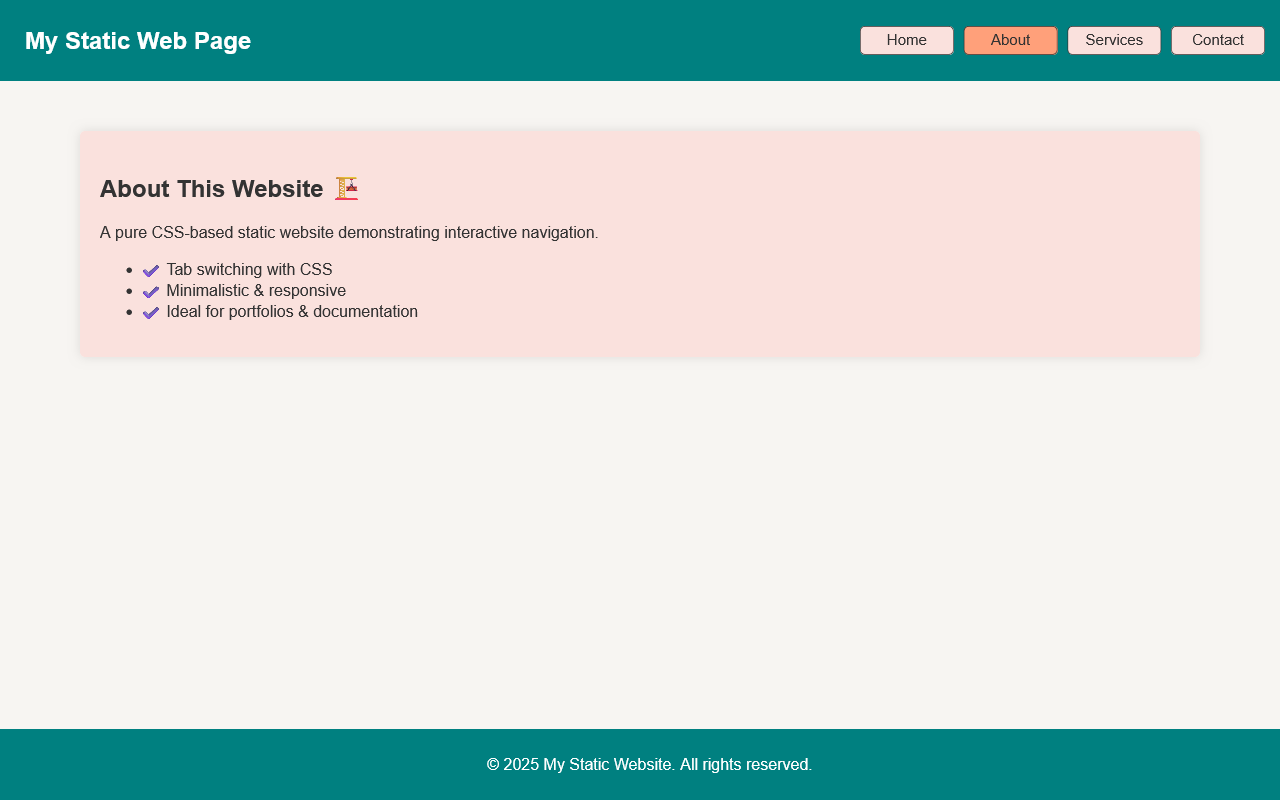 My Static Web Page
Home About Services Contact
About This Website 🏗️
A pure CSS-based static website demonstrating interactive navigation.
• ✔ Tab switching with CSS
• ✔ Minimalistic & responsive
• ✔ Ideal for portfolios & documentation
© 2025 My Static Website. All rights reserved.